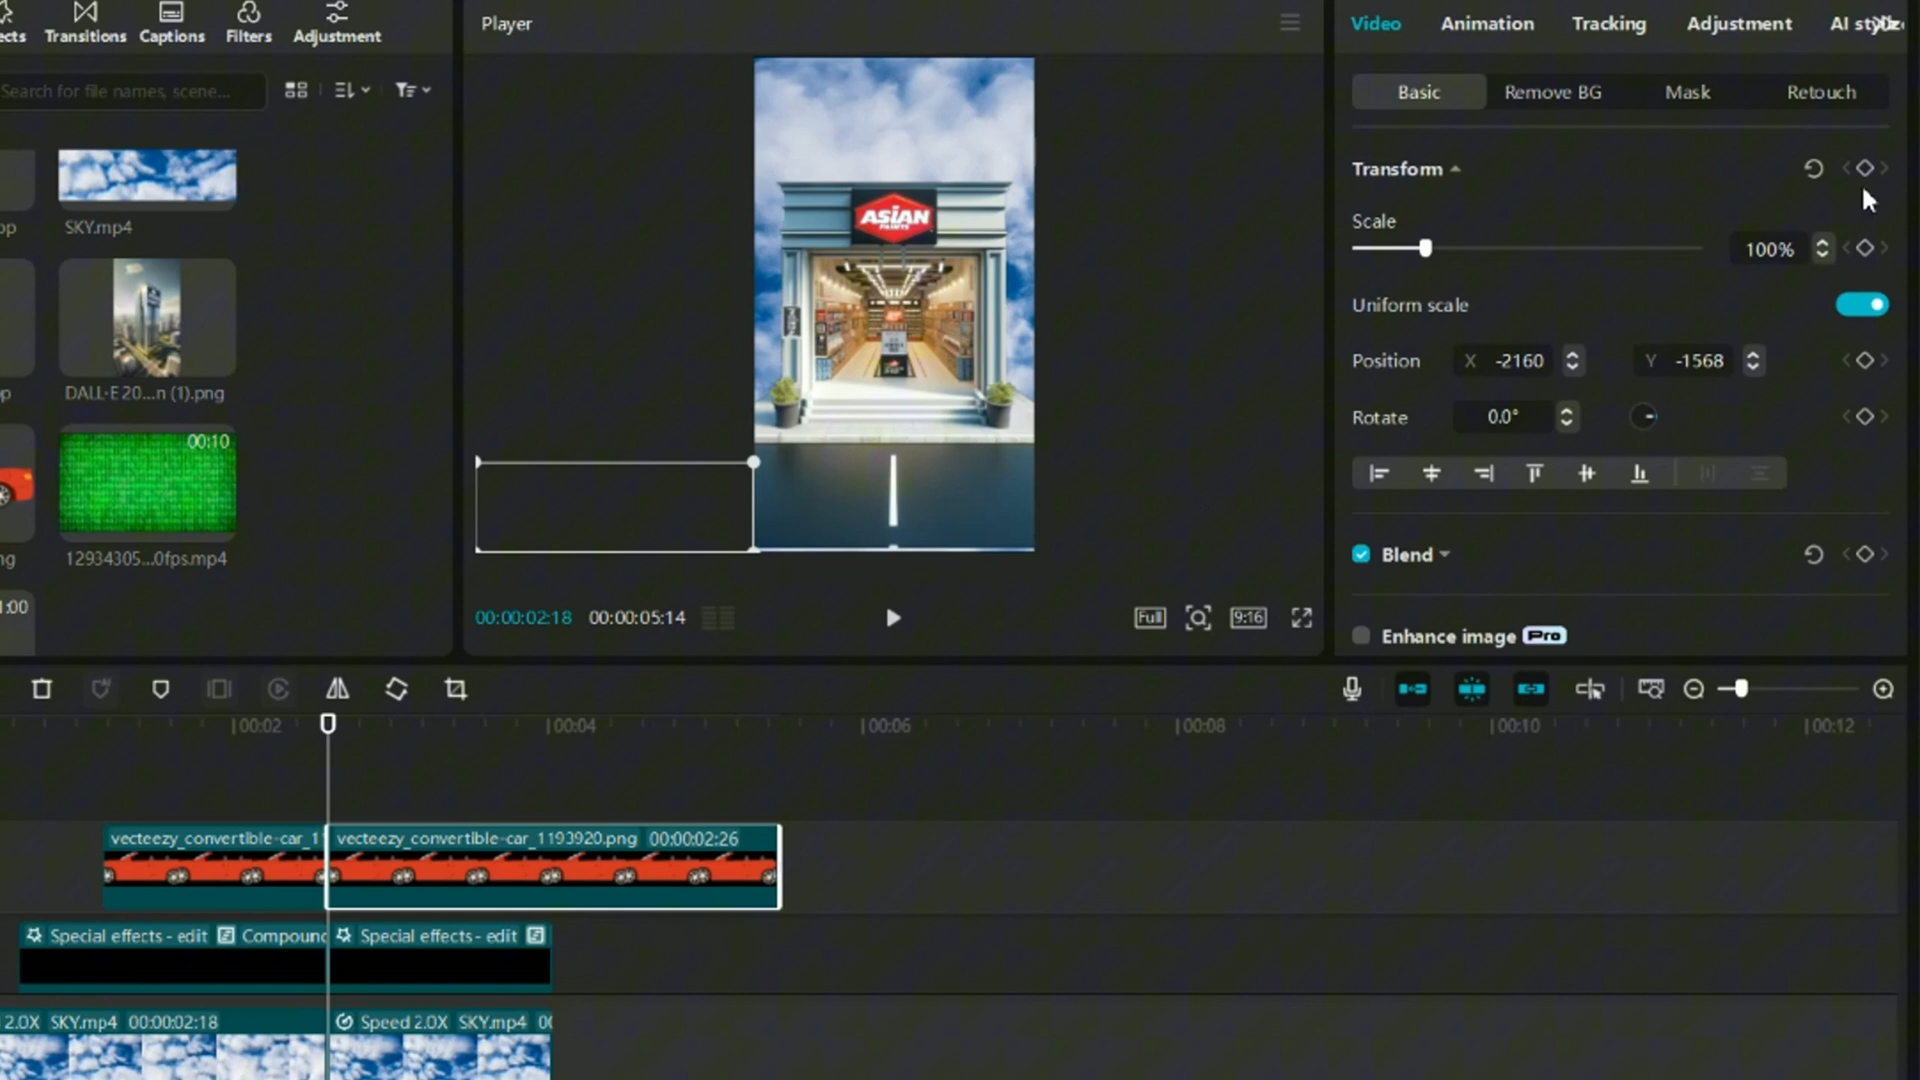 ects Transitions Captions Filters Adjustment
Search for file names, scene...
op SKY.mp4
p DALL·E 20...n (1).png
00:10
ng 12934305...0fps.mp4
1:00
Player
ASIAN
PAINTS
00:00:02:18 00:00:05:14 Full 9:16
Video Animation Tracking Adjustment AI
Basic Remove BG Mask Retouch
Transform
Scale
100%
Uniform scale
Position X -2160 Y -1568
Rotate 0.0°
Blend
Enhance image Pro
00:02 00:04 00:06 00:08 00:10 00:12
vecteezy_convertible-car_1 vecteezy_convertible-car_1193920.png 00:00:02:26
Special effects - edit Compound Special effects - edit
2.0X SKY.mp4 00:00:02:18 Speed 2.0X SKY.mp4 00